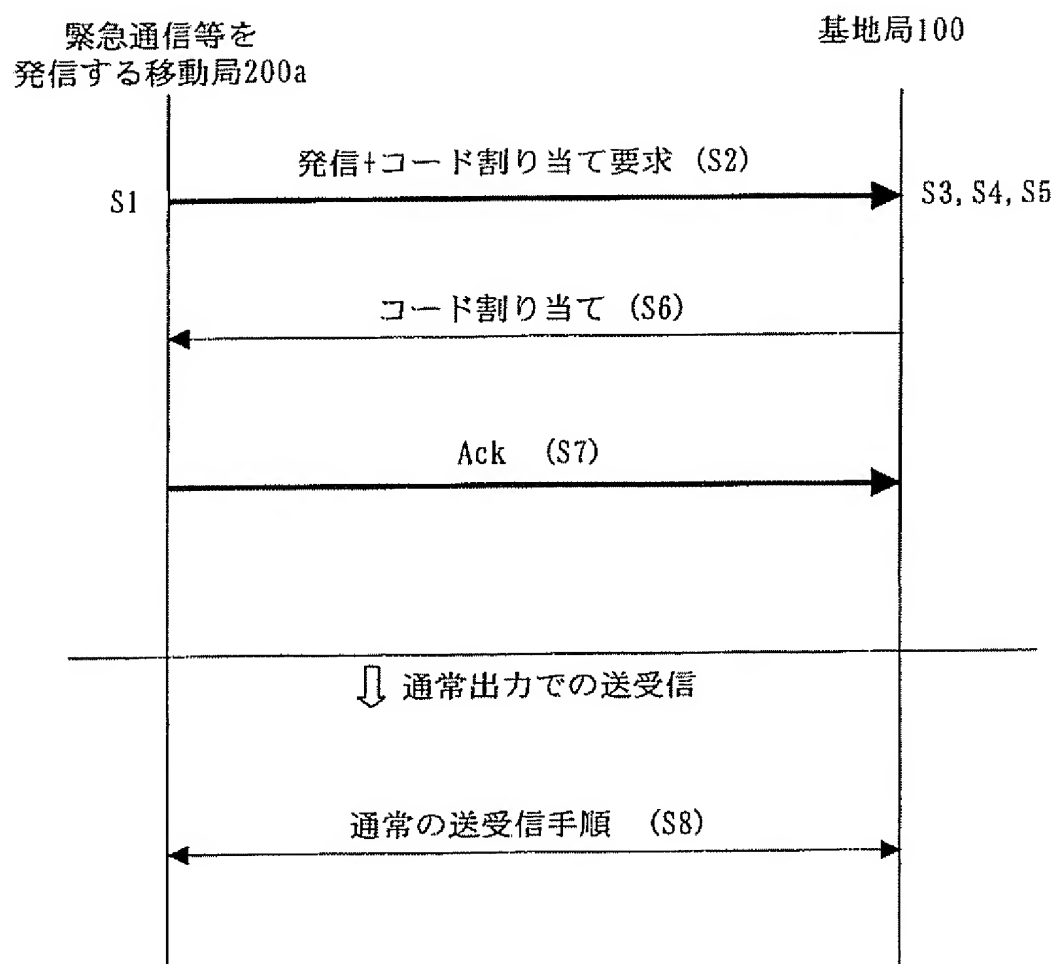 緊急通信等を
発信する移動局200a
基地局100
発信+コード割り当て要求 (S2)
S1
S3, S4, S5
コード割り当て (S6)
Ack (S7)
通常出力での送受信
通常の送受信手順 (S8)